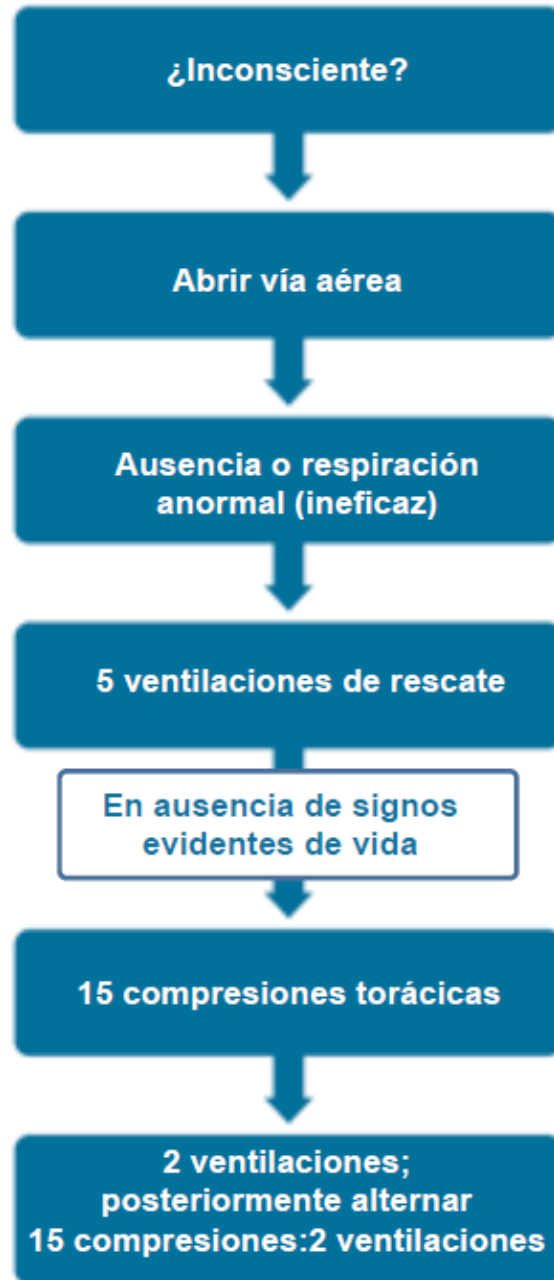 ¿Inconsciente?
Abrir vía aérea
Ausencia o respiración
anormal (ineficaz)
5 ventilaciones de rescate
En ausencia de signos
evidentes de vida
15 compresiones torácicas
2 ventilaciones;
posteriormente alternar
15 compresiones:2 ventilaciones